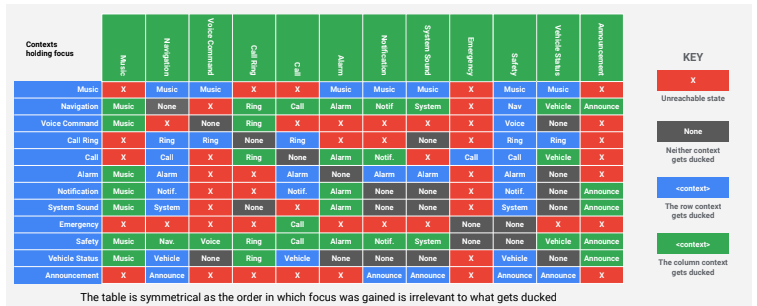 Contexts
holding focus
Music Navigation Voice Command Call Ring Call Alarm Notification System Sound Emergency Safety Vehicle Status Announcement
Music X Music Music X X Music Music Music X Music Music X
Navigation Music None X Ring Call Alarm Notif System X Nav Vehicle Announce
Voice Command Music X None Ring X X X X X Voice None X
Call Ring X Ring Ring None Ring X X None X Ring Ring X
Call X Call X Ring None Alarm Notif. X Call Call Vehicle X
Alarm Music Alarm X X Alarm None Alarm Alarm X Alarm None X
Notification Music Notif. X X Notif. Alarm None None X Notif. None Announce
System Sound Music System X None X Alarm None None X System None Announce
Emergency X X X X Call X X X None None X X
Safety Music Nav. Voice Ring Call Alarm Notif. System None None Vehicle Announce
Vehicle Status Music Vehicle None Ring Vehicle None None None X Vehicle None Announce
Announcement X Announce X X X X Announce Announce X Announce Announce X
KEY
X
Unreachable state
None
Neither context
gets ducked
<context>
The row context
gets ducked
<context>
The column context
gets ducked
The table is symmetrical as the order in which focus was gained is irrelevant to what gets ducked